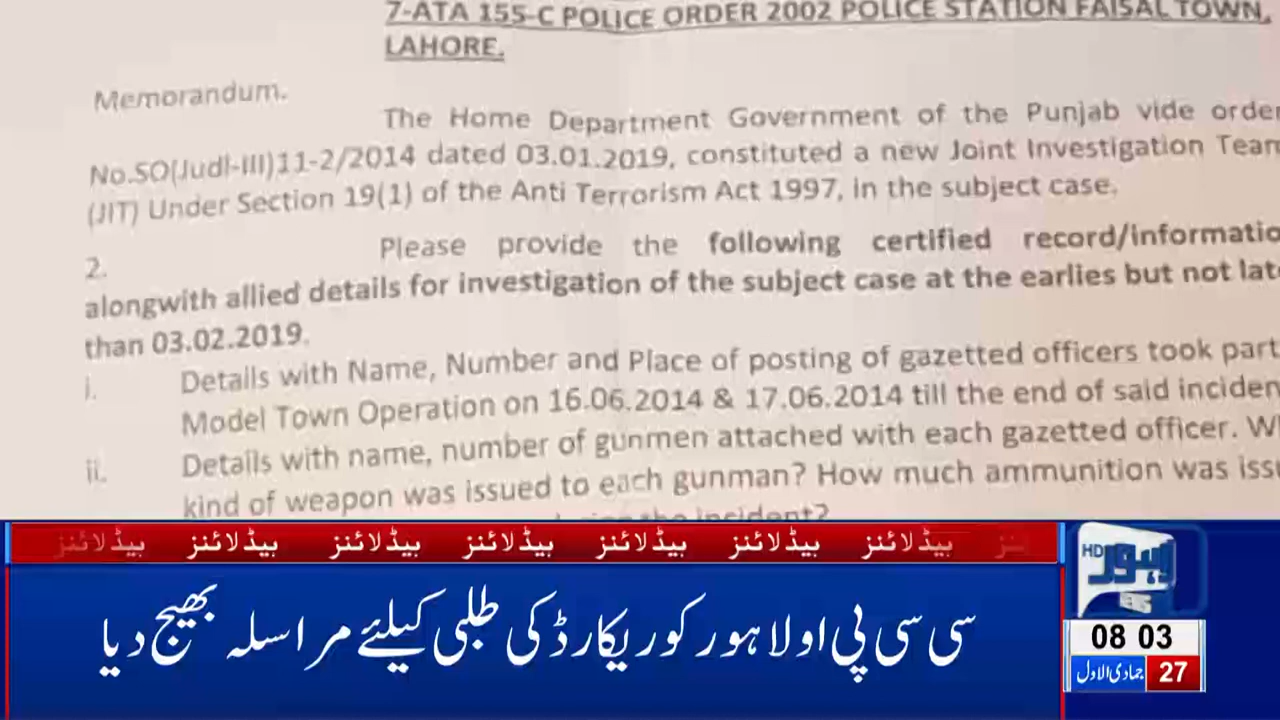 7-ATA 155-C POLICE ORDER 2002 POLICE STATION FAISAL TOWN,
LAHORE.
Memorandum.
The Home Department Government of the Punjab vide order
No.SO(Judl-III)11-2/2014 dated 03.01.2019, constituted a new Joint Investigation Team
(JIT) Under Section 19(1) of the Anti Terrorism Act 1997, in the subject case.
2. Please provide the following certified record/informatio
alongwith allied details for investigation of the subject case at the earlies but not late
than 03.02.2019.
i. Details with Name, Number and Place of posting of gazetted officers took part
Model Town Operation on 16.06.2014 & 17.06.2014 till the end of said inciden
ii. Details with name, number of gunmen attached with each gazetted officer. W
kind of weapon was issued to each gunman? How much ammunition was issu
the incident?
ہیڈلائنز ہیڈلائنز ہیڈلائنز ہیڈلائنز ہیڈلائنز ہیڈلائنز ہیڈلائنز
سی سی پی او لاہور کو ریکارڈ کی طلبی کیلئے مراسلہ بھیج دیا
لاہور HD
08 03
27 جمادی الاول